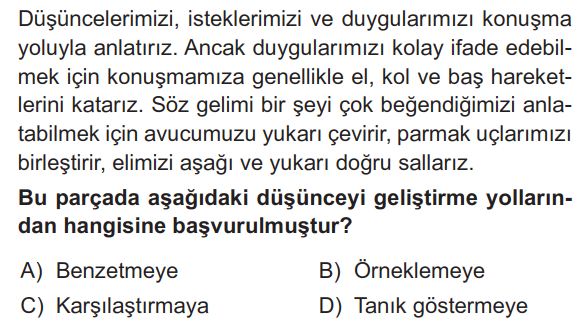 Düşüncelerimizi, isteklerimizi ve duygularımızı konuşma
yoluyla anlatırız. Ancak duygularımızı kolay ifade edebil-
mek için konuşmamıza genellikle el, kol ve baş hareket-
lerini katarız. Söz gelimi bir şeyi çok beğendiğimizi anla-
tabilmek için avucumuzu yukarı çevirir, parmak uçlarımızı
birleştirir, elimizi aşağı ve yukarı doğru sallarız.
Bu parçada aşağıdaki düşünceyi geliştirme yolların-
dan hangisine başvurulmuştur?
A) Benzetmeye B) Örneklemeye
C) Karşılaştırmaya D) Tanık göstermeye